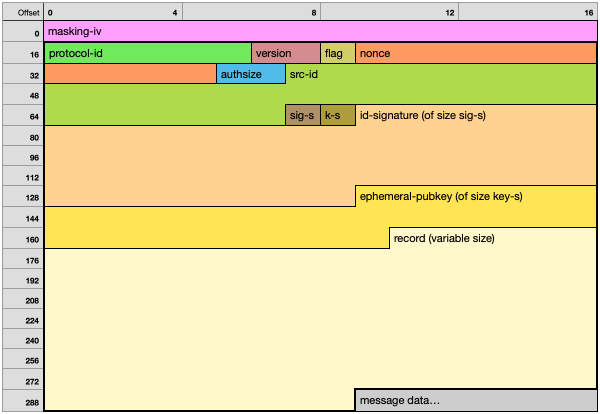 Offset 0 4 8 12 16
0 masking-iv
16 protocol-id version flag nonce
32 authsize src-id
48
64 sig-s k-s id-signature (of size sig-s)
80
96
112
128 ephemeral-pubkey (of size key-s)
144
160 record (variable size)
176
192
208
224
240
256
272
288 message data…